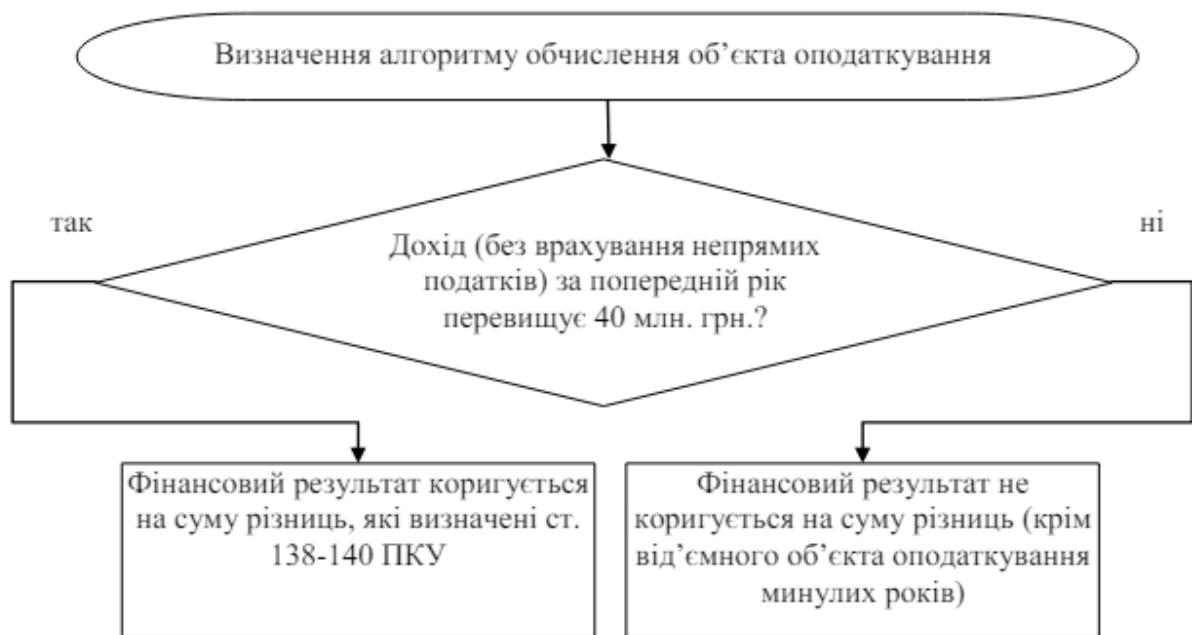 Визначення алгоритму обчислення об’єкта оподаткування
так
ні
Дохід (без врахування непрямих
податків) за попередній рік
перевищує 40 млн. грн.?
Фінансовий результат коригується
на суму різниць, які визначені ст.
138-140 ПКУ
Фінансовий результат не
коригується на суму різниць (крім
від’ємного об’єкта оподаткування
минулих років)